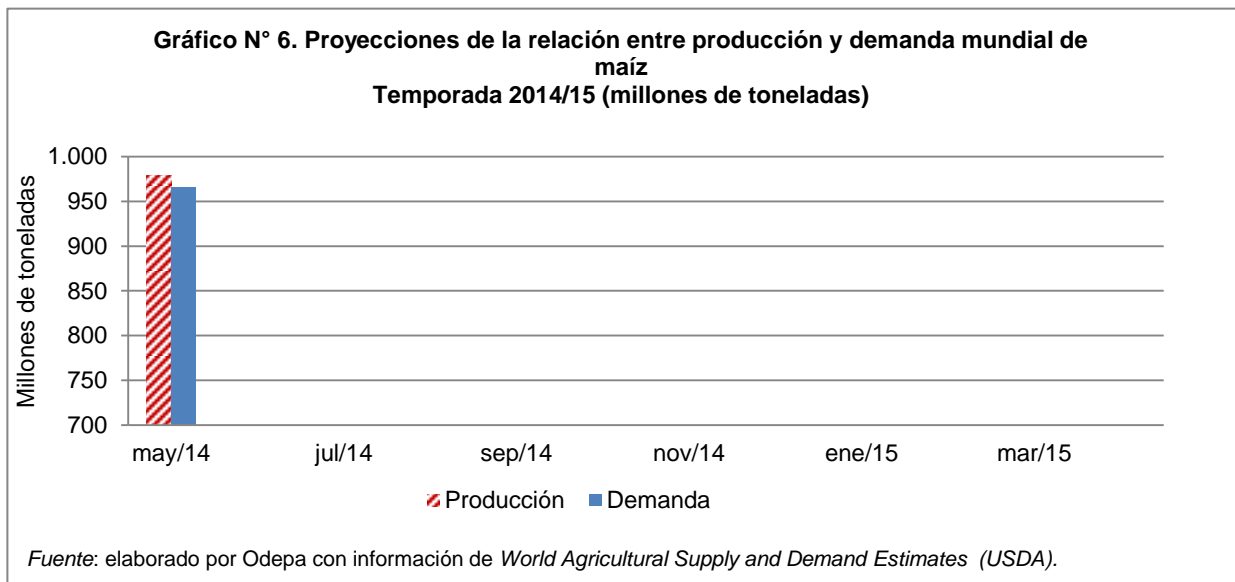 Gráfico N° 6. Proyecciones de la relación entre producción y demanda mundial de
maíz
Temporada 2014/15 (millones de toneladas)
Millones de toneladas
1.000
950
900
850
800
750
700
may/14 jul/14 sep/14 nov/14 ene/15 mar/15
Producción Demanda
Fuente: elaborado por Odepa con información de World Agricultural Supply and Demand Estimates (USDA).